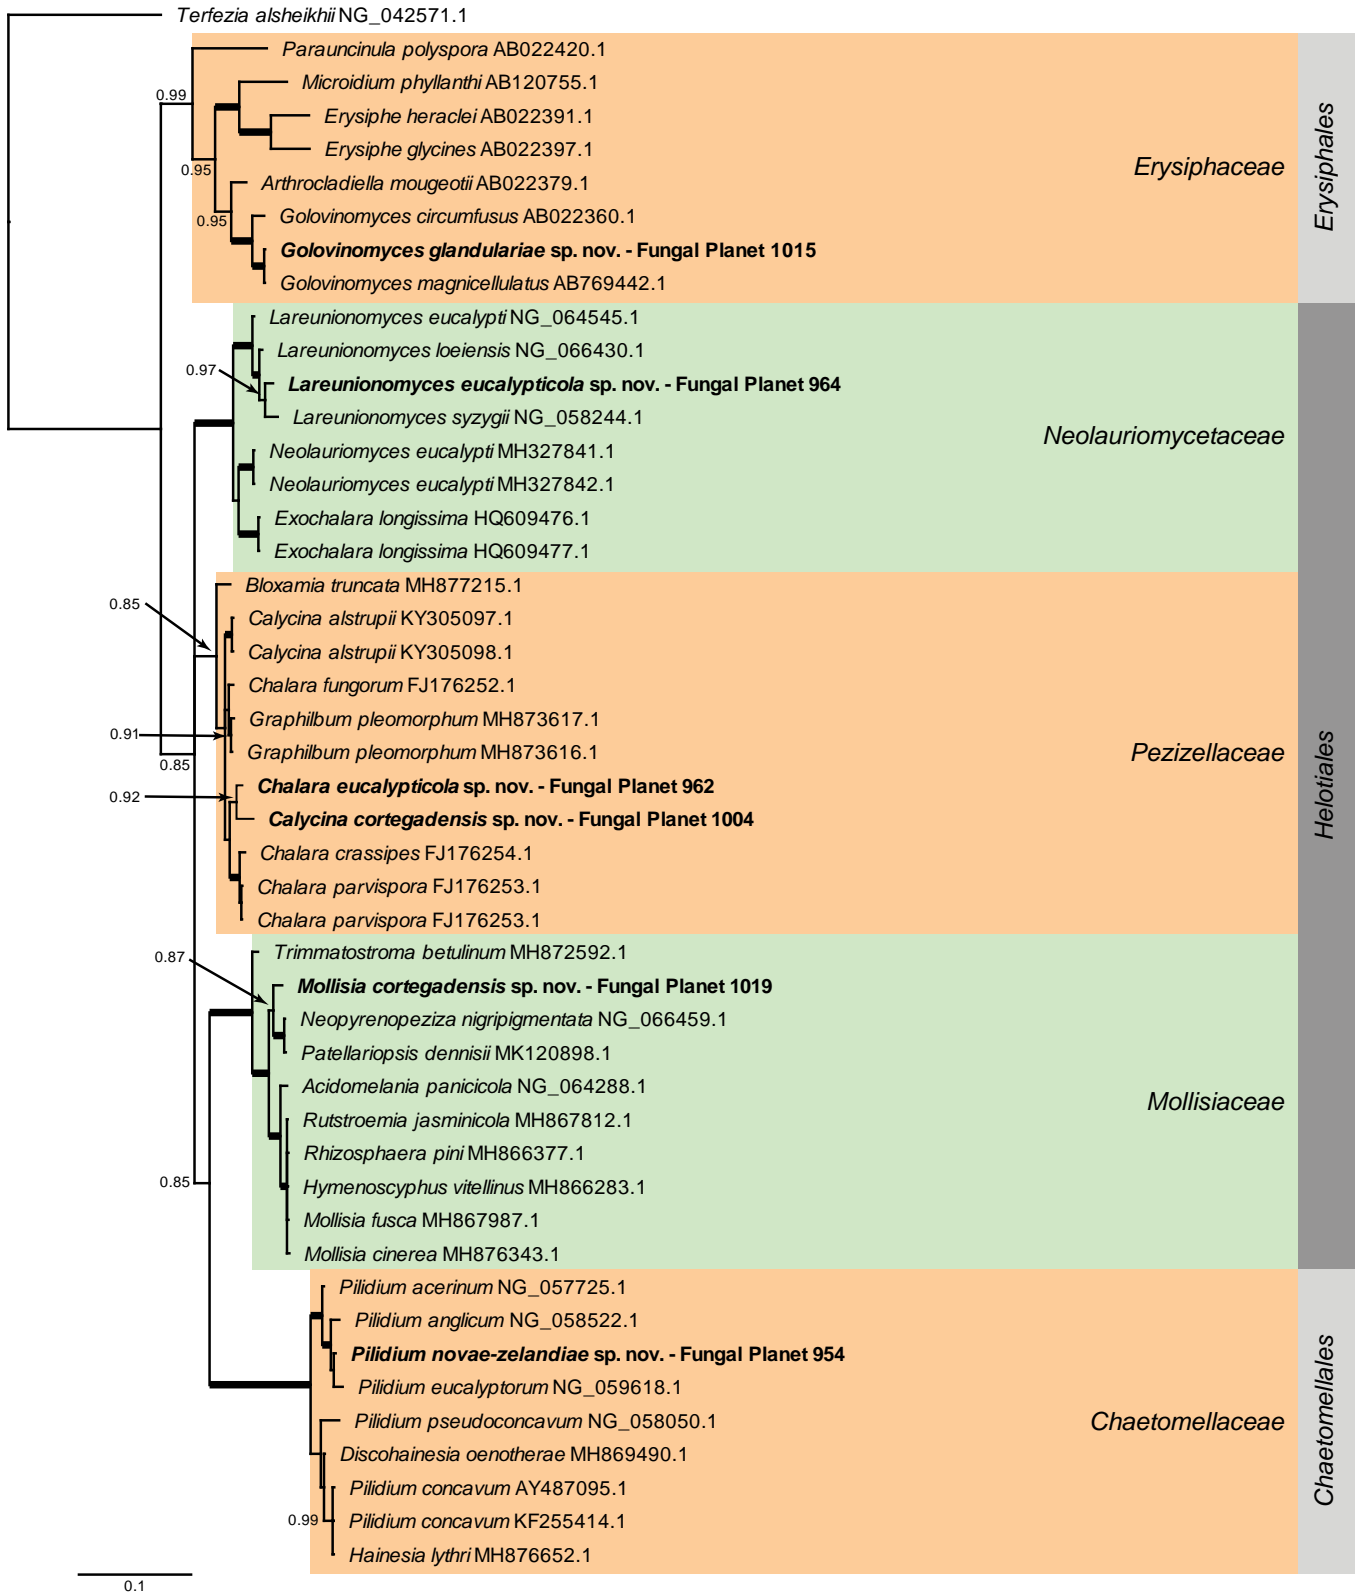 Terfezia alsheikhii NG_042571.1
Parauncinula polyspora AB022420.1
Microidium phyllanthi AB120755.1
0.99
Erysiphe heraclei AB022391.1
Erysiphe glycines AB022397.1
Erysiphaceae
Erysiphales
0.95
Arthrocladiella mougeotii AB022379.1
0.95
Golovinomyces circumfusus AB022360.1
Golovinomyces glandulariae sp. nov. - Fungal Planet 1015
Golovinomyces magnicellulatus AB769442.1
Lareunionomyces eucalypti NG_064545.1
Lareunionomyces loeiensis NG_066430.1
0.97
Lareunionomyces eucalypticola sp. nov. - Fungal Planet 964
Lareunionomyces syzygii NG_058244.1
Neolauriomycetaceae
Neolauriomyces eucalypti MH327841.1
Neolauriomyces eucalypti MH327842.1
Exochalara longissima HQ609476.1
Exochalara longissima HQ609477.1
Bloxamia truncata MH877215.1
0.85
Calycina alstrupii KY305097.1
Calycina alstrupii KY305098.1
Chalara fungorum FJ176252.1
Helotiales
Graphilbum pleomorphum MH873617.1
0.91
Graphilbum pleomorphum MH873616.1
Pezizellaceae
0.85
Chalara eucalypticola sp. nov. - Fungal Planet 962
0.92
Calycina cortegadensis sp. nov. - Fungal Planet 1004
Chalara crassipes FJ176254.1
Chalara parvispora FJ176253.1
Chalara parvispora FJ176253.1
Trimmatostroma betulinum MH872592.1
0.87
Mollisia cortegadensis sp. nov. - Fungal Planet 1019
Neopyrenopeziza nigripigmentata NG_066459.1
Patellariopsis dennisii MK120898.1
Acidomelania panicicola NG_064288.1
Mollisiaceae
Rutstroemia jasminicola MH867812.1
Rhizosphaera pini MH866377.1
0.85
Hymenoscyphus vitellinus MH866283.1
Mollisia fusca MH867987.1
Mollisia cinerea MH876343.1
Pilidium acerinum NG_057725.1
Pilidium anglicum NG_058522.1
Pilidium novae-zelandiae sp. nov. - Fungal Planet 954
Pilidium eucalyptorum NG_059618.1
Pilidium pseudoconcavum NG_058050.1
Chaetomellaceae
Chaetomellales
Discohainesia oenotherae MH869490.1
Pilidium concavum AY487095.1
0.99
Pilidium concavum KF255414.1
Hainesia lythri MH876652.1
0.1